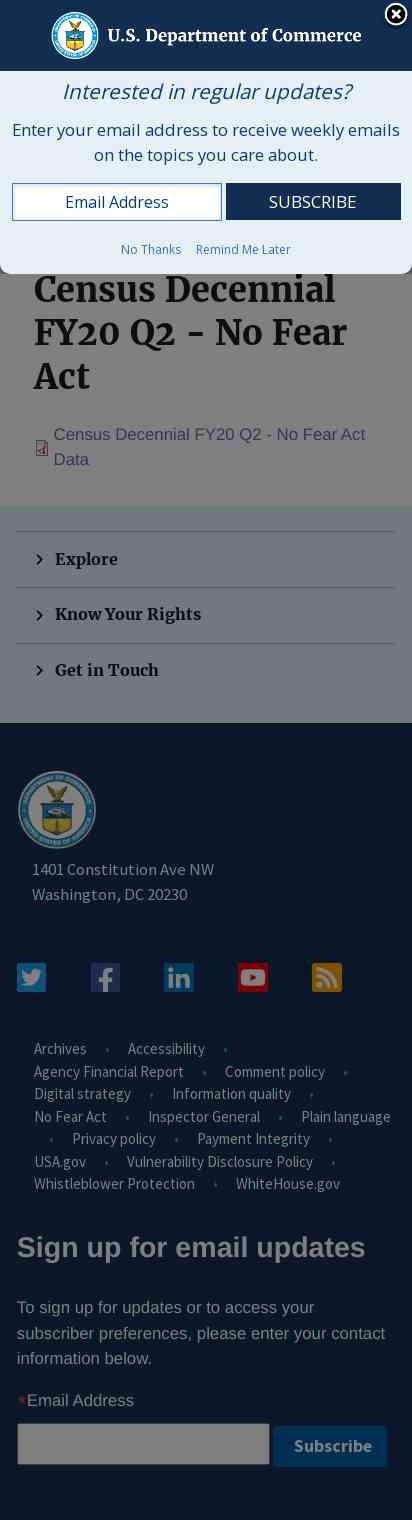 U.S. Department of Commerce
Interested in regular updates?
Enter your email address to receive weekly emails
on the topics you care about.
Email Address SUBSCRIBE
No Thanks Remind Me Later
Census Decennial
FY20 Q2 - No Fear
Act
Census Decennial FY20 Q2 - No Fear Act
Data
Explore
Know Your Rights
Get in Touch
1401 Constitution Ave NW
Washington, DC 20230
Archives • Accessibility •
Agency Financial Report • Comment policy •
Digital strategy • Information quality •
No Fear Act • Inspector General • Plain language
• Privacy policy • Payment Integrity •
USA.gov • Vulnerability Disclosure Policy •
Whistleblower Protection • WhiteHouse.gov
Sign up for email updates
To sign up for updates or to access your
subscriber preferences, please enter your contact
information below.
*Email Address
Subscribe